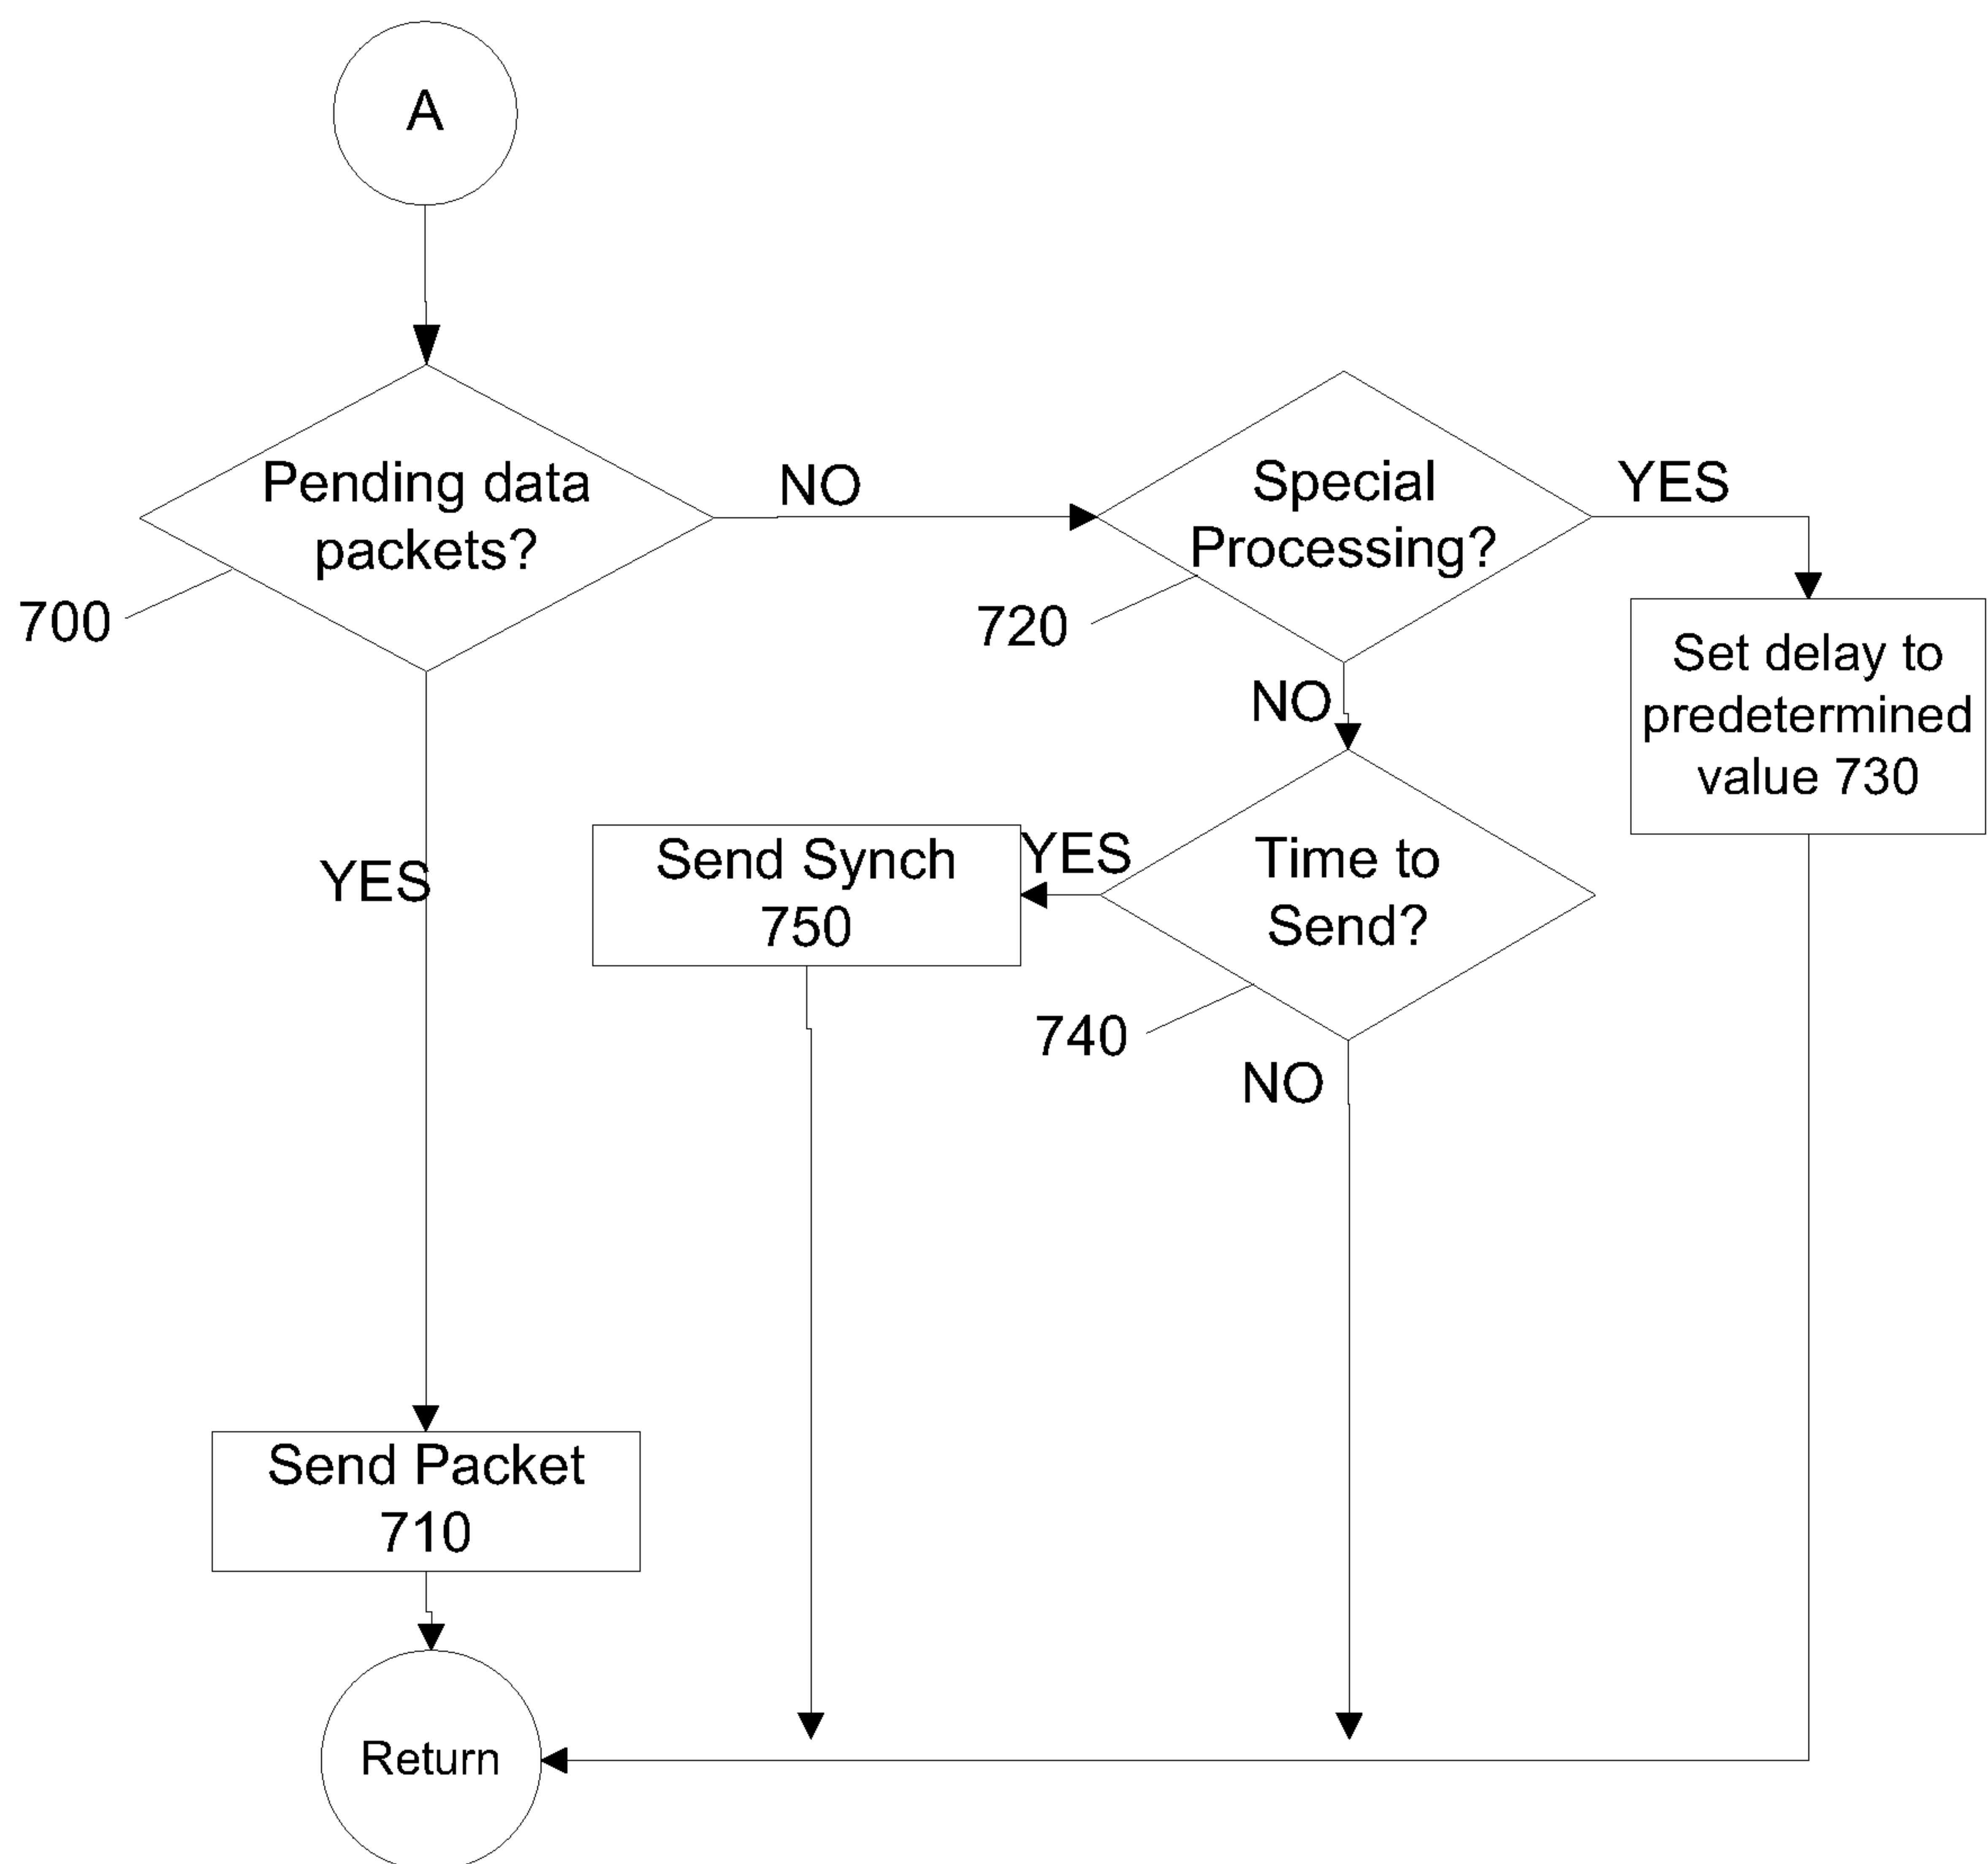 A
Pending data
packets?
700
NO
Special
Processing?
720
YES
Set delay to
predetermined
value 730
NO
Time to
Send?
740
YES
Send Synch
750
NO
YES
Send Packet
710
Return